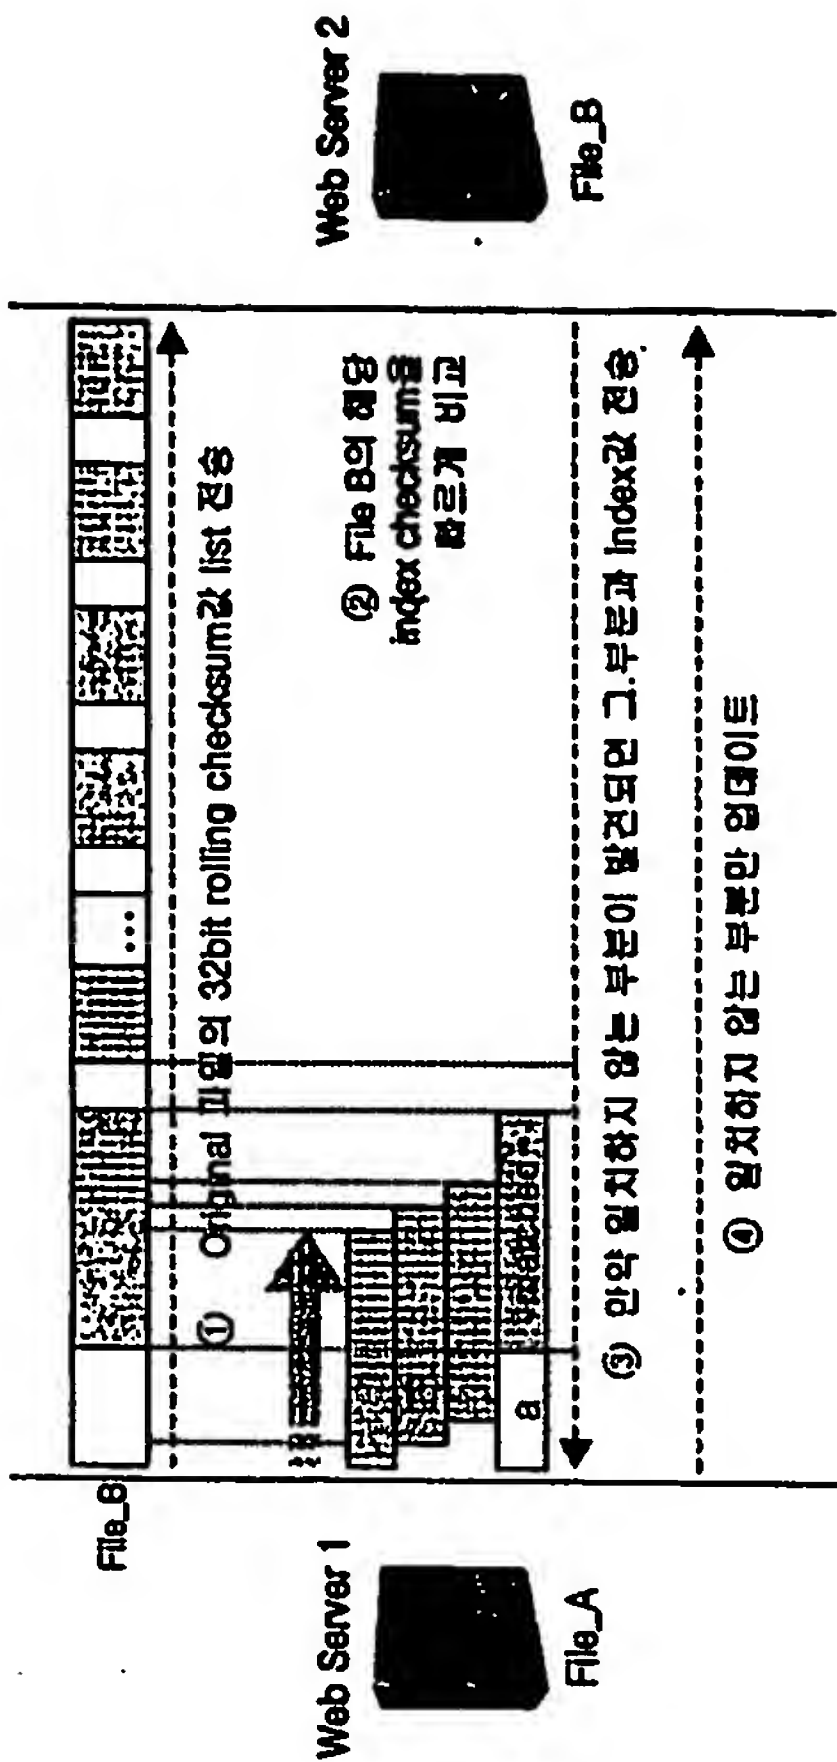 Web Server 1
File_A
File_B
...
① Original 파일의 32bit rolling checksum값 list 전송
② File B의 해당
index checksum을
빠르게 비교
matched
a
③ 만약 일치하지 않는 부분이 발견되면 그 부분의 Index값 전송
④ 일치하지 않는 부분만 업데이트
Web Server 2
File_B